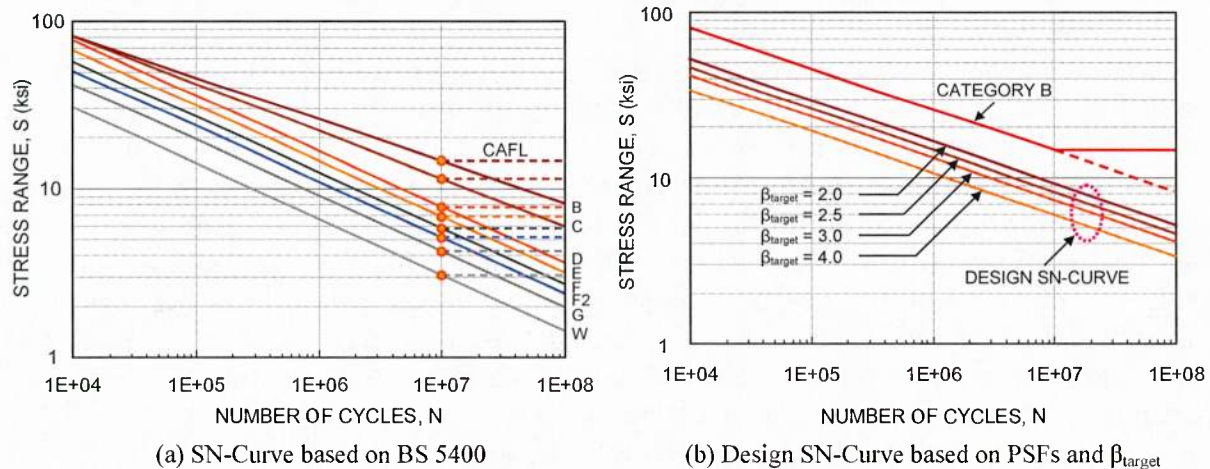 100
10
1
STRESS RANGE, S (ksi)
CAFL
B
C
D
E
F
F2
G
W
1E+04 1E+05 1E+06 1E+07 1E+08
NUMBER OF CYCLES, N
(a) SN-Curve based on BS 5400
100
10
1
STRESS RANGE, S (ksi)
CATEGORY B
βtarget = 2.0
βtarget = 2.5
βtarget = 3.0
βtarget = 4.0
DESIGN SN-CURVE
1E+04 1E+05 1E+06 1E+07 1E+08
NUMBER OF CYCLES, N
(b) Design SN-Curve based on PSFs and βtarget